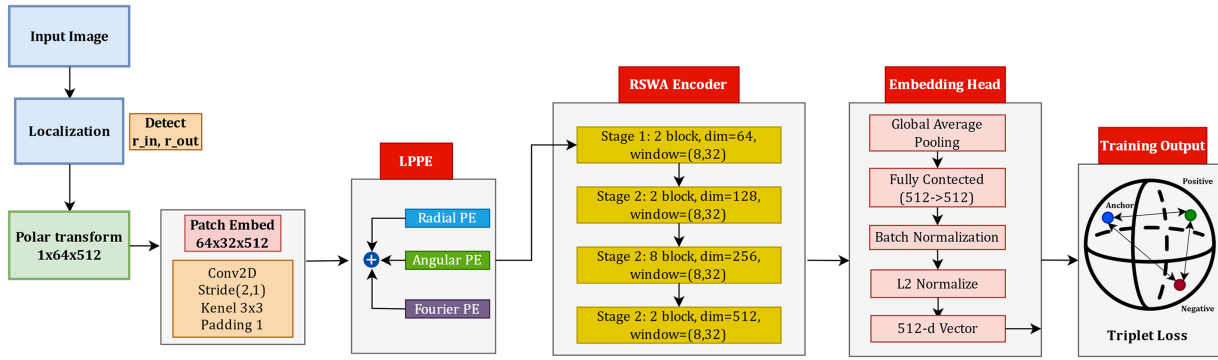 Input Image
Localization
Detect
r_in, r_out
Polar transform
1x64x512
Patch Embed
64x32x512
Conv2D
Stride(2,1)
Kenel 3x3
Padding 1
LPPE
Radial PE
Angular PE
Fourier PE
RSWA Encoder
Stage 1: 2 block, dim=64,
window=(8,32)
Stage 2: 2 block, dim=128,
window=(8,32)
Stage 2: 8 block, dim=256,
window=(8,32)
Stage 2: 2 block, dim=512,
window=(8,32)
Embedding Head
Global Average
Pooling
Fully Contected
(512->512)
Batch Normalization
L2 Normalize
512-d Vector
Training Output
Positive
Anchor
Negative
Triplet Loss